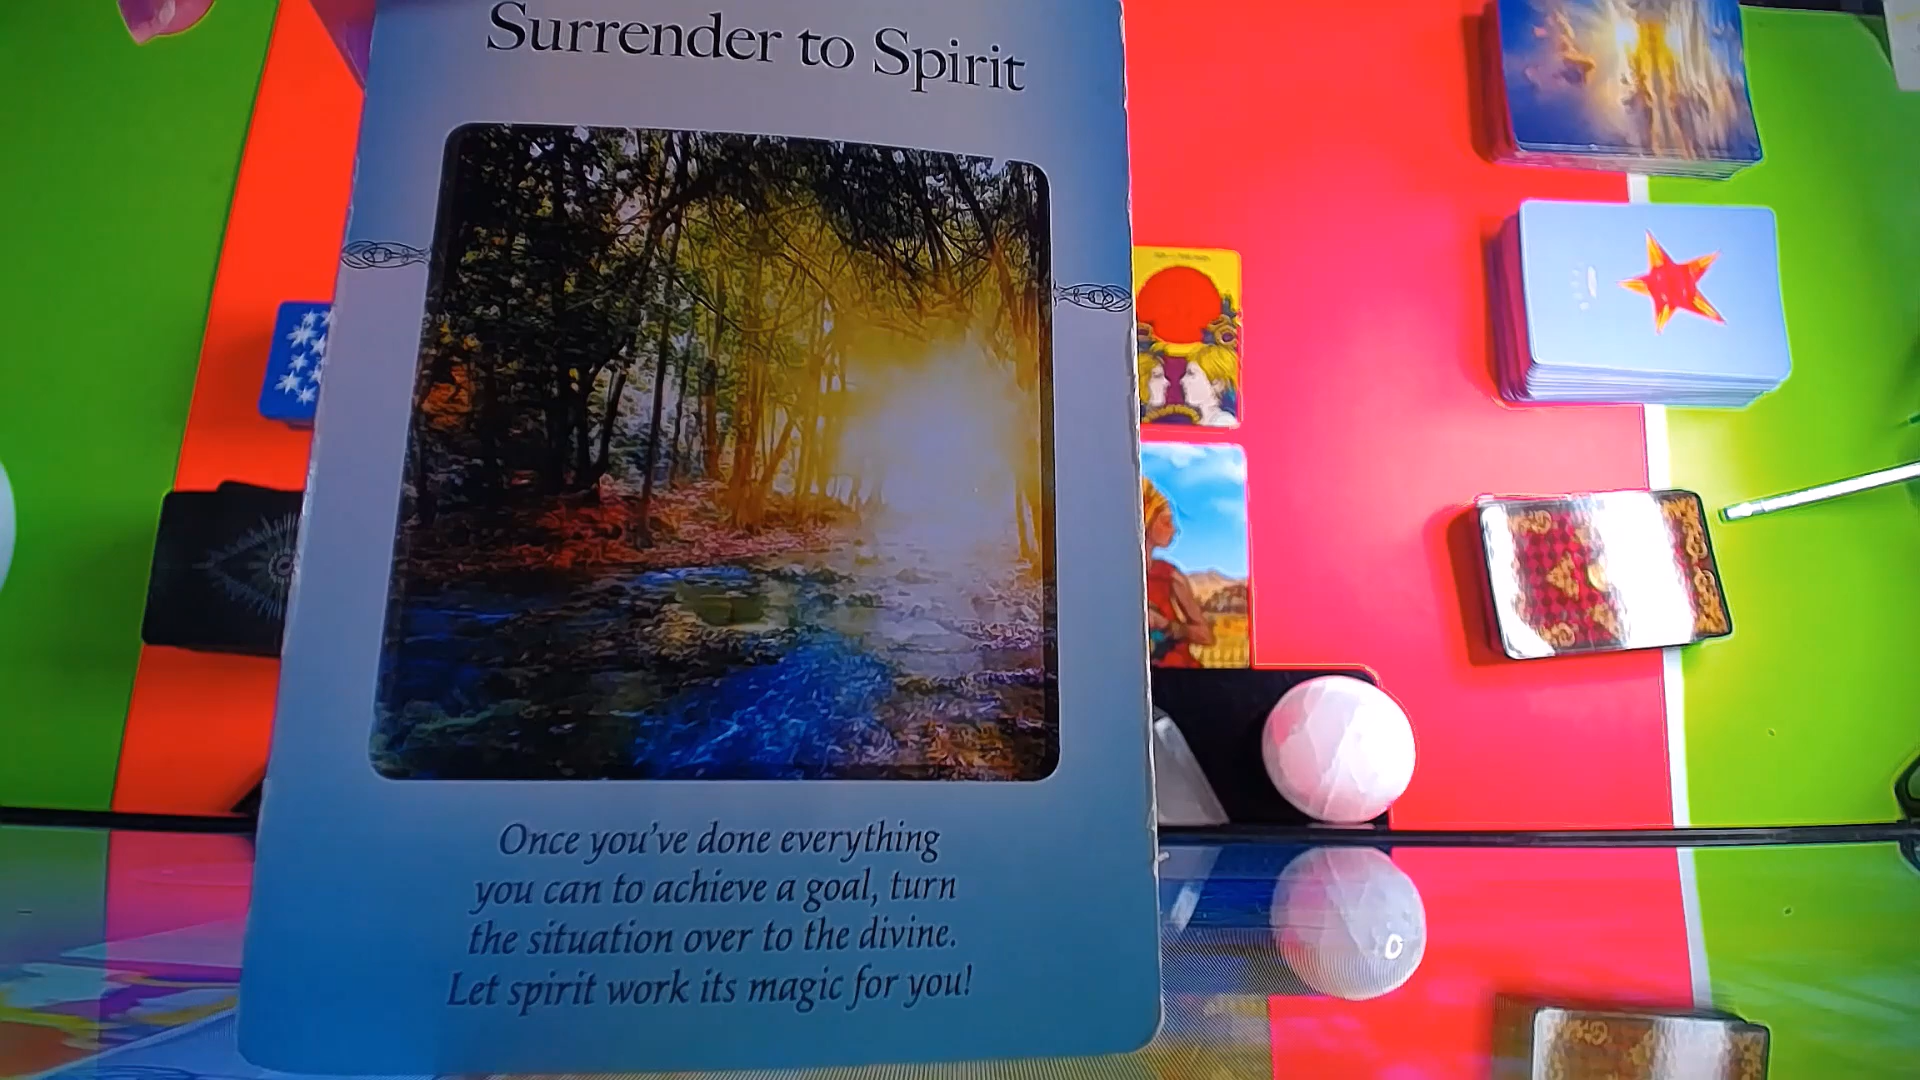 Surrender to Spirit
Once you've done everything
you can to achieve a goal, turn
the situation over to the divine.
Let spirit work its magic for you!